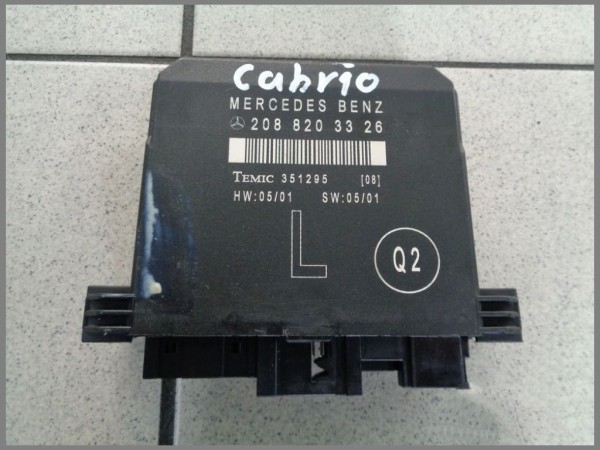 Cabrio
MERCEDES BENZ
208 820 33 26
TEMIC 351295 [08]
HW:05/01 SW:05/01
L
Q2